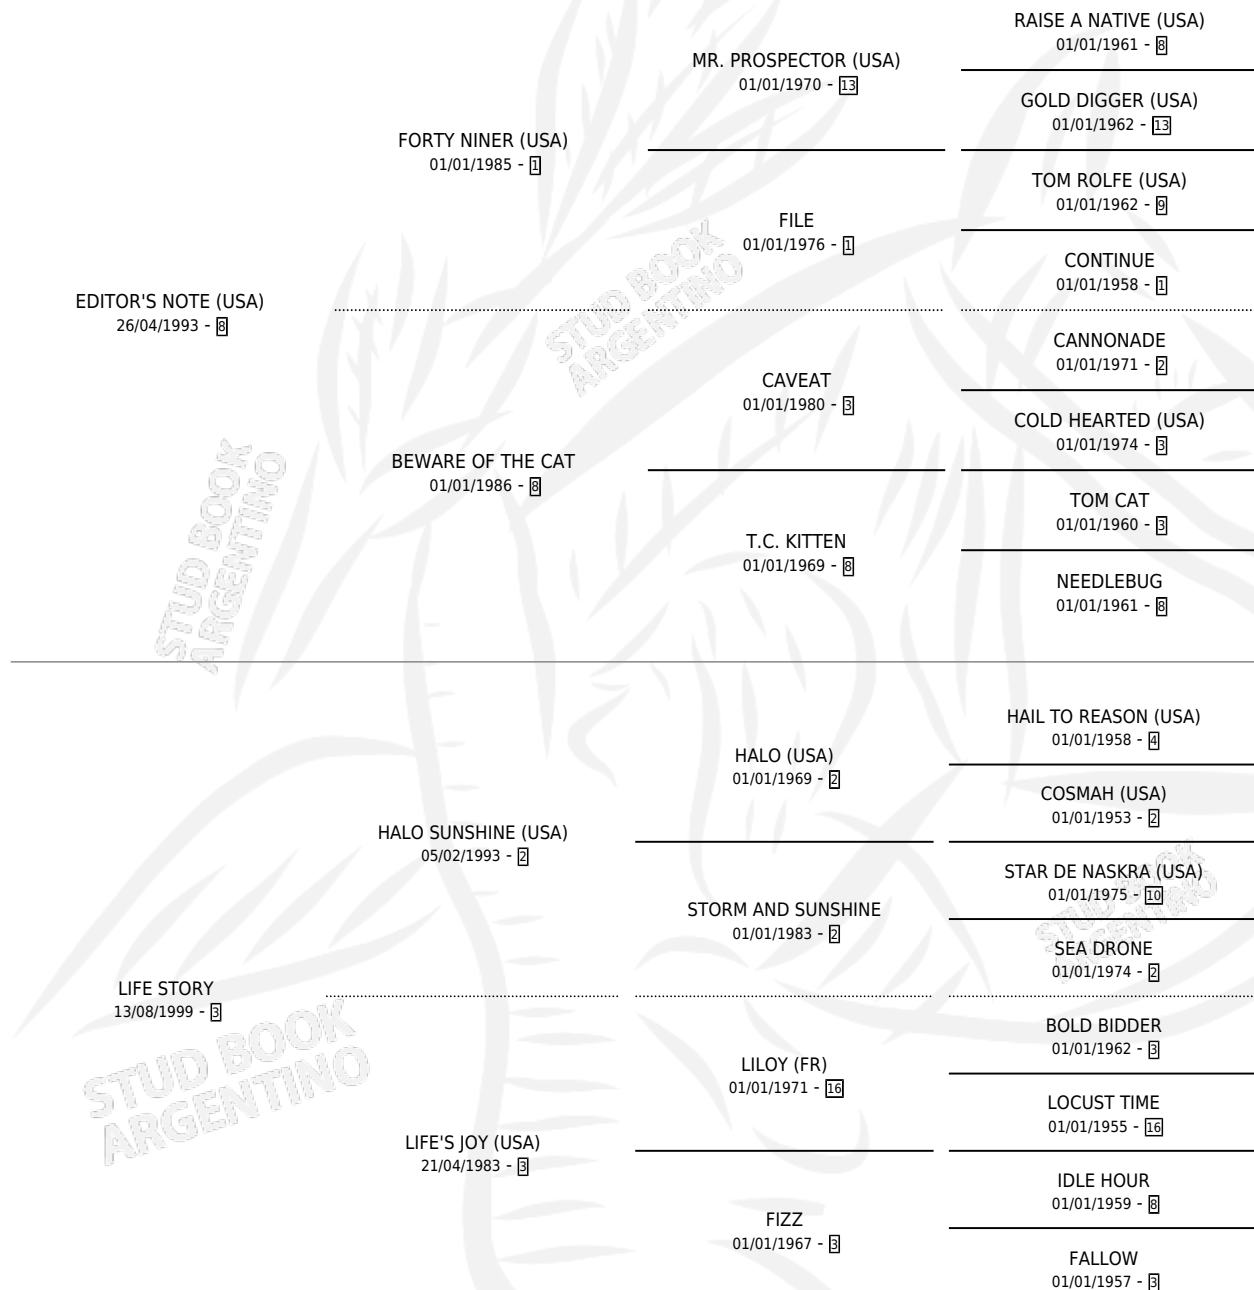 RAISE A NATIVE (USA)
01/01/1961 - 8
MR. PROSPECTOR (USA)
01/01/1970 - 13
GOLD DIGGER (USA)
01/01/1962 - 13
FORTY NINER (USA)
01/01/1985 - 1
TOM ROLFE (USA)
01/01/1962 - 9
FILE
01/01/1976 - 1
CONTINUE
01/01/1958 - 1
EDITOR'S NOTE (USA)
26/04/1993 - 8
STUD BOOK
ARGENTINO
CANNONADE
01/01/1971 - 2
CAVEAT
01/01/1980 - 3
COLD HEARTED (USA)
01/01/1974 - 3
BEWARE OF THE CAT
01/01/1986 - 8
TOM CAT
01/01/1960 - 3
T.C. KITTEN
01/01/1969 - 8
NEEDLEBUG
01/01/1961 - 8
STUD BOOK
ARGENTINO
HAIL TO REASON (USA)
01/01/1958 - 4
HALO (USA)
01/01/1969 - 2
COSMAH (USA)
01/01/1953 - 2
HALO SUNSHINE (USA)
05/02/1993 - 2
STAR DE NASKRA (USA)
01/01/1975 - 10
STORM AND SUNSHINE
01/01/1983 - 2
SEA DRONE
01/01/1974 - 2
STUD BOOK
ARGENTINO
LIFE STORY
13/08/1999 - 3
STUD BOOK
ARGENTINO
BOLD BIDDER
01/01/1962 - 3
LILOY (FR)
01/01/1971 - 16
LOCUST TIME
01/01/1955 - 16
LIFE'S JOY (USA)
21/04/1983 - 3
IDLE HOUR
01/01/1959 - 8
FIZZ
01/01/1967 - 3
FALLOW
01/01/1957 - 3